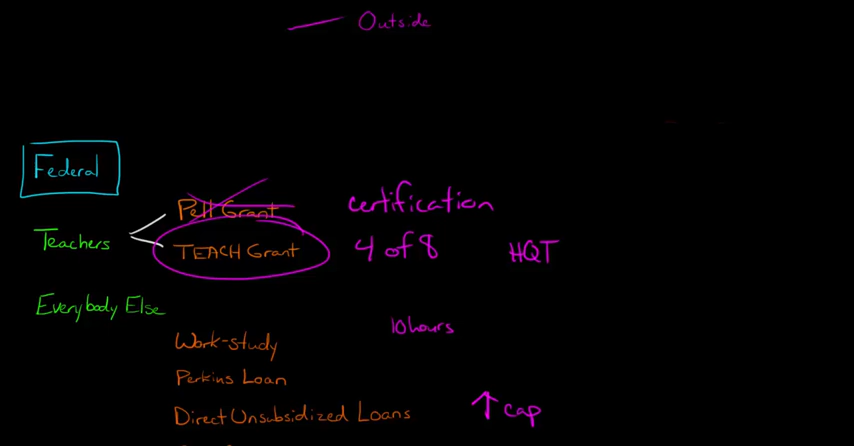 Outside
Federal
Pell Grant
certification
Teachers
TEACH Grant
4 of 8
HQT
Everybody Else
10 hours
Work-study
Perkins Loan
Direct Unsubsidized Loans
↑ cap